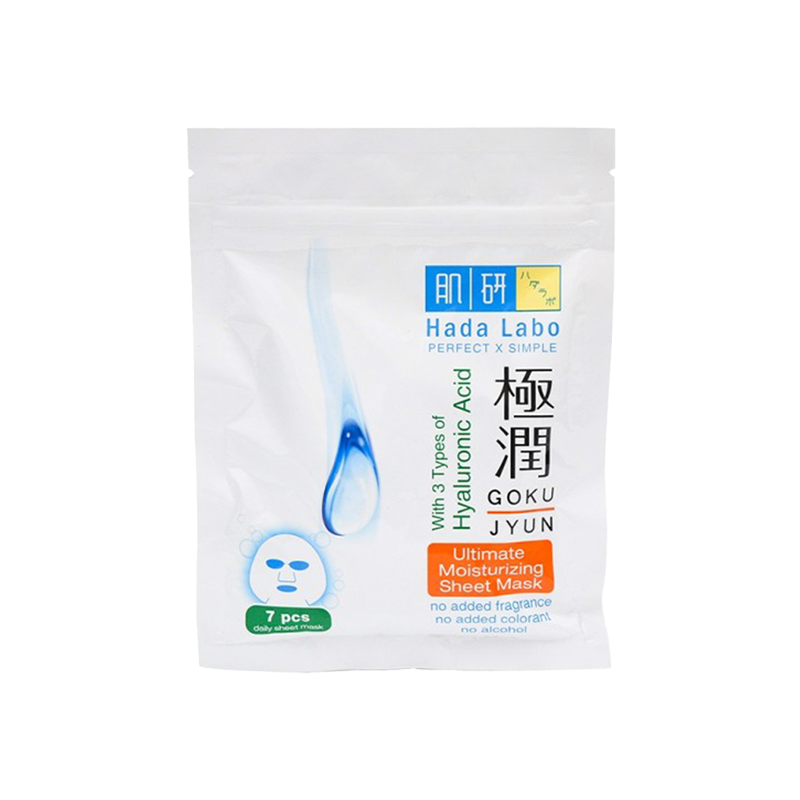 肌研
ハダラボ
Hada Labo
PERFECT X SIMPLE
極潤
GOKU
JYUN
With 3 Types of
Hyaluronic Acid
Ultimate
Moisturizing
Sheet Mask
no added fragrance
no added colorant
no alcohol
7 pcs
daily sheet mask